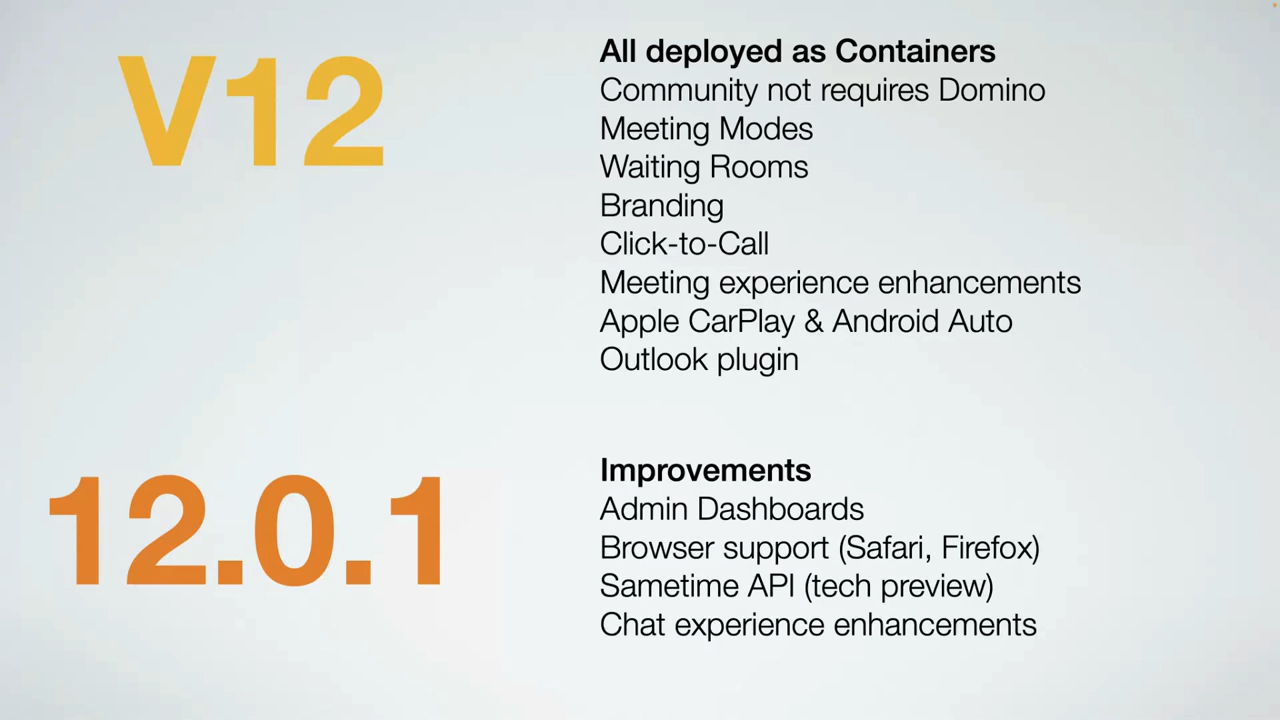 V12
All deployed as Containers
Community not requires Domino
Meeting Modes
Waiting Rooms
Branding
Click-to-Call
Meeting experience enhancements
Apple CarPlay & Android Auto
Outlook plugin
12.0.1
Improvements
Admin Dashboards
Browser support (Safari, Firefox)
Sametime API (tech preview)
Chat experience enhancements